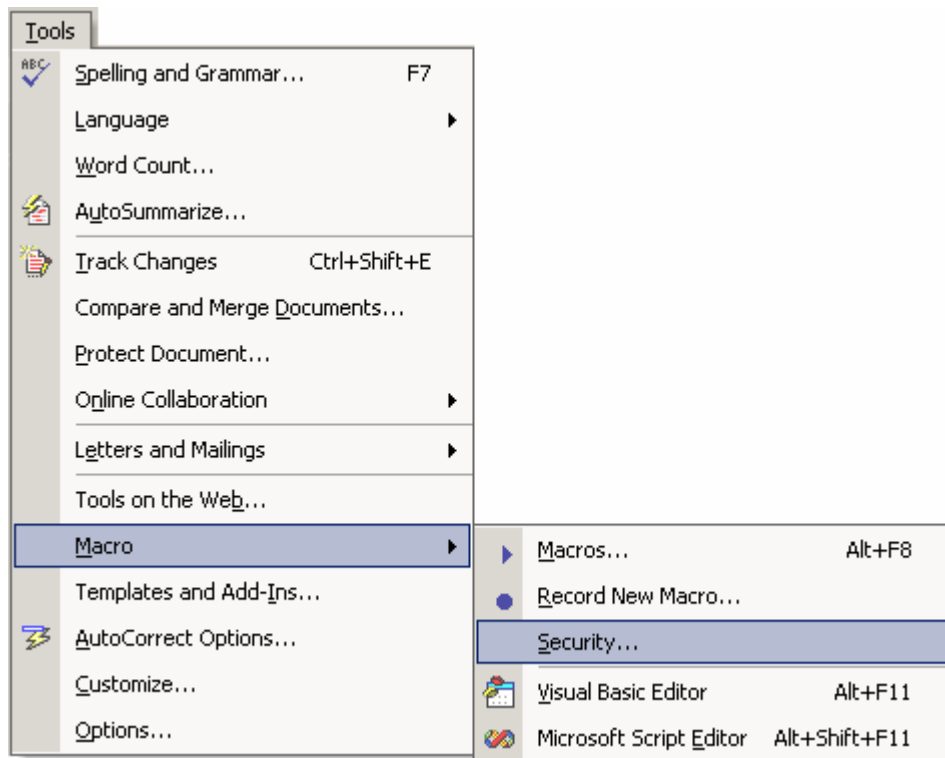 Tools
ABC
Spelling and Grammar... F7
Language
Word Count...
AutoSummarize...
Track Changes Ctrl+Shift+E
Compare and Merge Documents...
Protect Document...
Online Collaboration
Letters and Mailings
Tools on the Web...
Macro
Macros... Alt+F8
Templates and Add-Ins...
Record New Macro...
AutoCorrect Options...
Security...
Customize...
Visual Basic Editor Alt+F11
Options...
Microsoft Script Editor Alt+Shift+F11